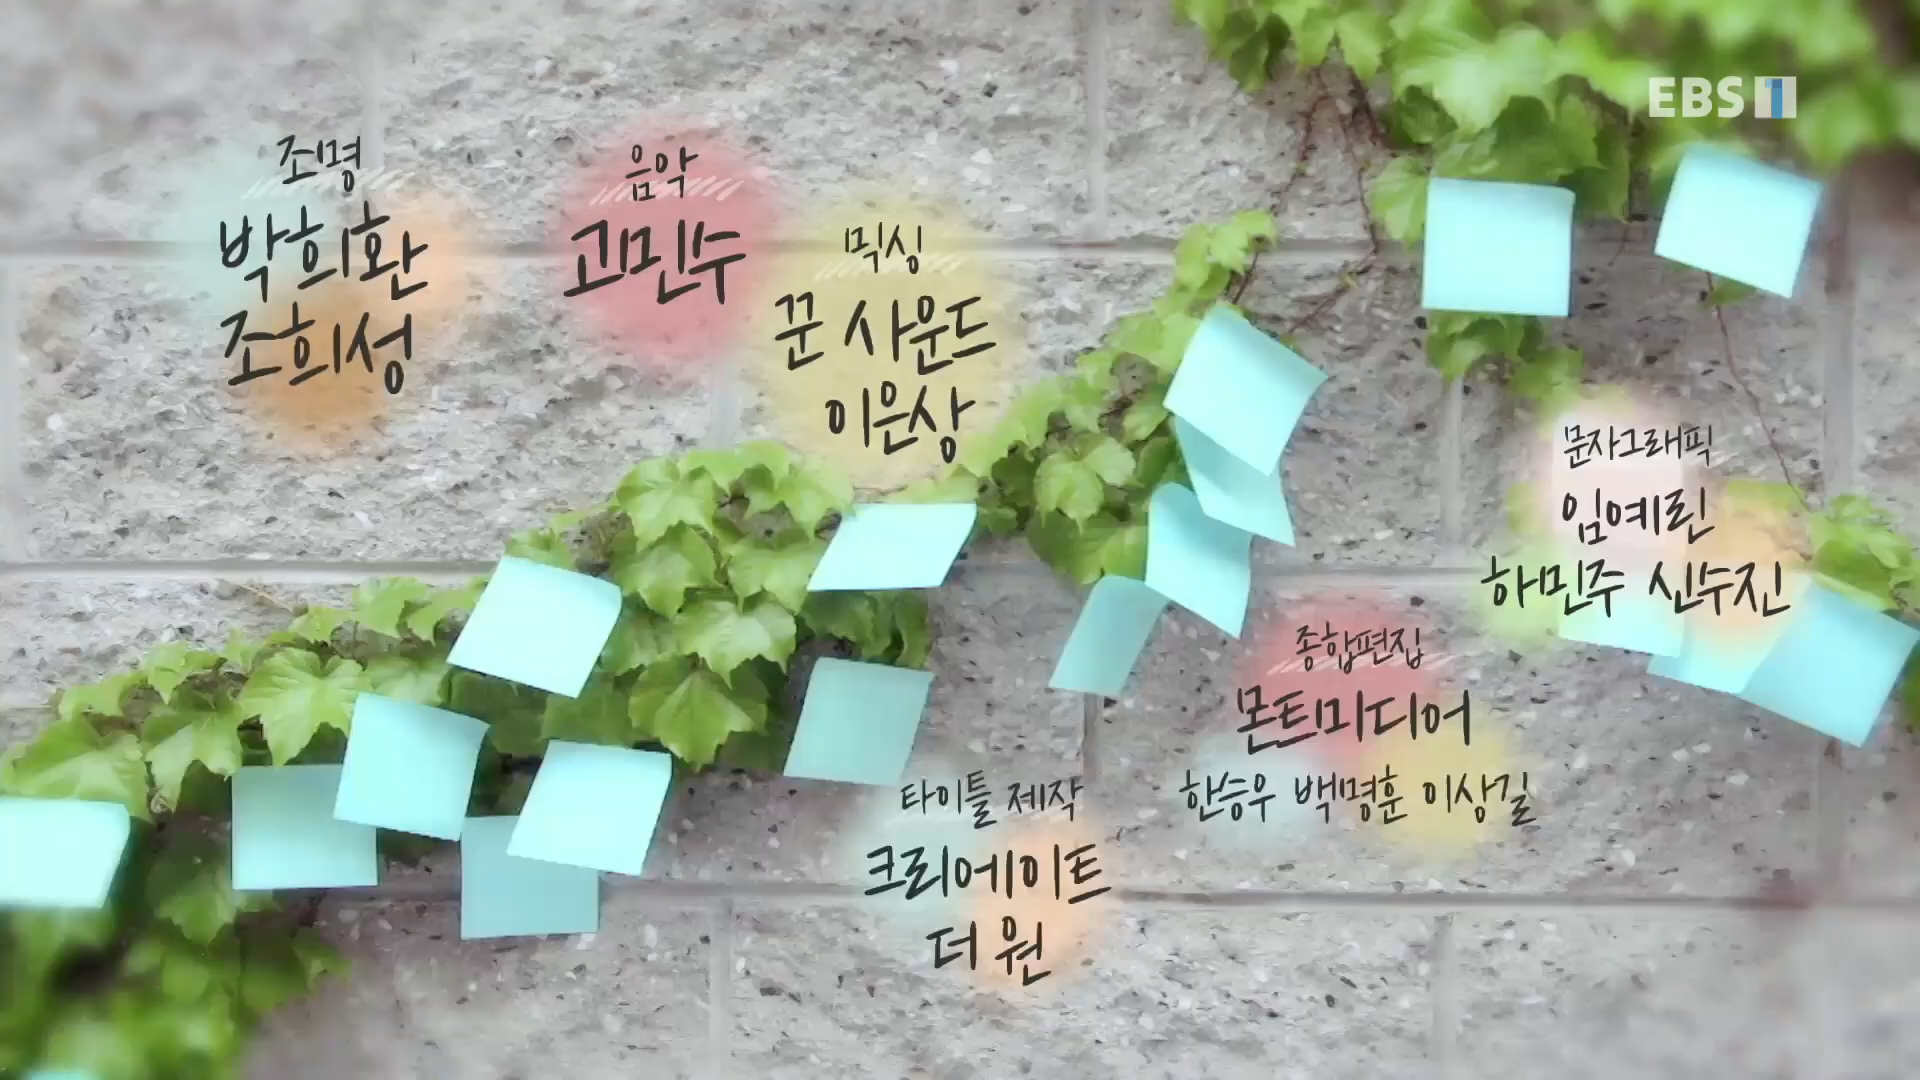 EBS 1
조명
박희환
조희성
음악
고민수
믹싱
꾼 사운드
이은상
문자그래픽
임예린
하민주 신수진
종합편집
몬트미디어
한승우 백명훈 이상길
타이틀 제작
크리에이트
더 원